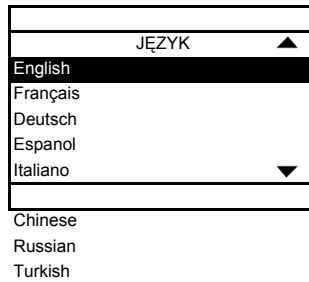 JĘZYK
English
Français
Deutsch
Espanol
Italiano
Chinese
Russian
Turkish